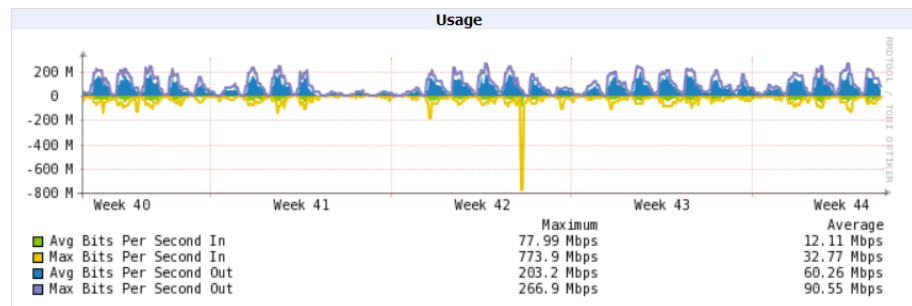 Usage
200 M
0
-200 M
-400 M
-600 M
-800 M
Week 40 Week 41 Week 42 Week 43 Week 44
RRDTOOL / TOBI OETIKER
Maximum Average
Avg Bits Per Second In 77.99 Mbps 12.11 Mbps
Max Bits Per Second In 773.9 Mbps 32.77 Mbps
Avg Bits Per Second Out 203.2 Mbps 60.26 Mbps
Max Bits Per Second Out 266.9 Mbps 90.55 Mbps